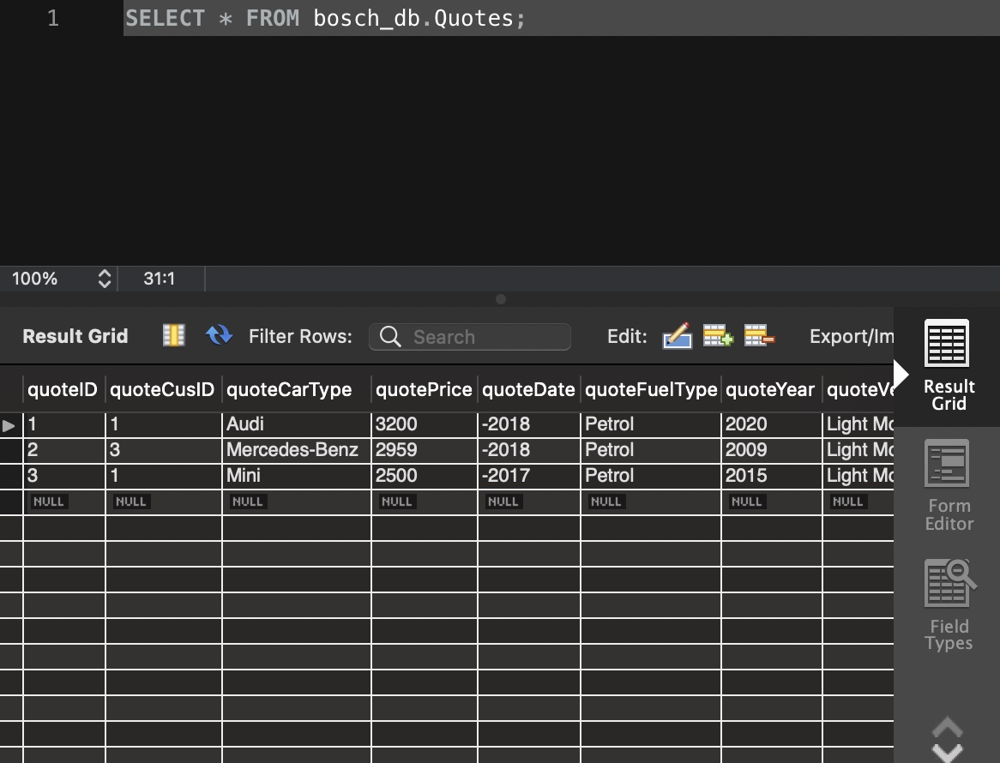 1 SELECT * FROM bosch_db.Quotes;
100% 31:1
Result Grid Filter Rows: Search Edit: Export/Im
quoteID quoteCusID quoteCarType quotePrice quoteDate quoteFuelType quoteYear quoteVe
1 1 Audi 3200 -2018 Petrol 2020 Light Mo
2 3 Mercedes-Benz 2959 -2018 Petrol 2009 Light Mo
3 1 Mini 2500 -2017 Petrol 2015 Light Mo
NULL NULL NULL NULL NULL NULL NULL NULL
Result
Grid
Form
Editor
Field
Types